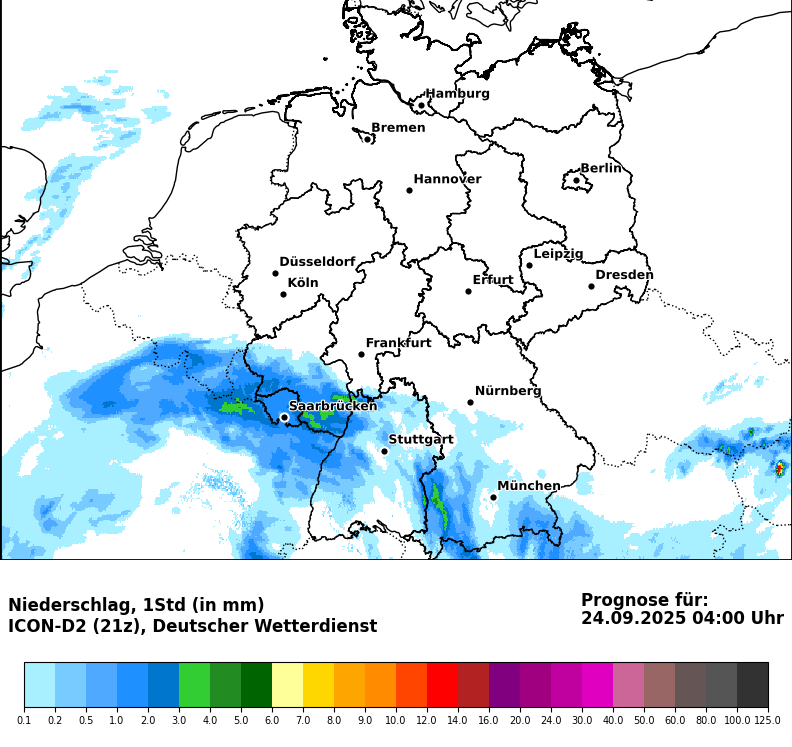 Hamburg
Bremen
Berlin
Hannover
Leipzig
Düsseldorf
Dresden
Köln
Erfurt
Frankfurt
Nürnberg
Saarbrücken
Stuttgart
München
Niederschlag, 1Std (in mm)
ICON-D2 (21z), Deutscher Wetterdienst
Prognose für:
24.09.2025 04:00 Uhr
0.1 0.2 0.5 1.0 2.0 3.0 4.0 5.0 6.0 7.0 8.0 9.0 10.0 12.0 14.0 16.0 20.0 24.0 30.0 40.0 50.0 60.0 80.0 100.0 125.0